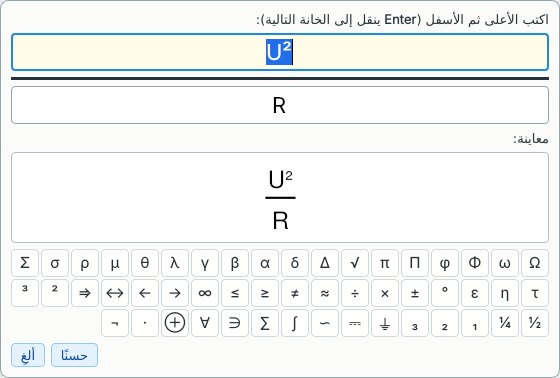 اكتب الأعلى ثم الأسفل (Enter ينقل إلى الخانة التالية):
U²
R
معاينة:
U²
R
Σ σ ρ μ θ λ γ β α δ Δ √ π Π φ Φ ω Ω
³ ² ⇒ ↔ ← → ∞ ≤ ≥ ≠ ≈ ÷ × ± ° ε η τ
¬ · ⊕ ∀ ∋ ∑ ∫ ∽ ⎓ ⏚ ₃ ₂ ₁ ¼ ½
ألغِ حسنًا